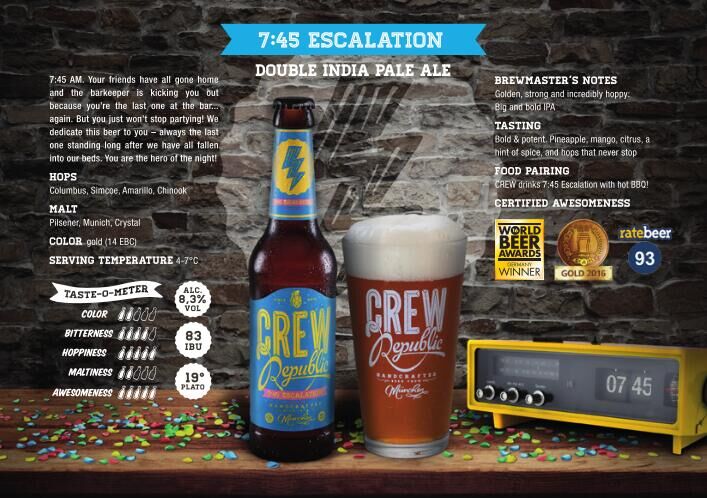 7:45 ESCALATION
DOUBLE INDIA PALE ALE
7:45 AM. Your friends have all gone home
and the barkeeper is kicking you out
because you're the last one at the bar...
again. But you just won't stop partying! We
dedicate this beer to you – always the last
one standing long after we have all fallen
into our beds. You are the hero of the night!
HOPS
Columbus, Simcoe, Amarillo, Chinook
MALT
Pilsener, Munich, Crystal
COLOR gold (14 EBC)
SERVING TEMPERATURE 4-7°C
TASTE-O-METER
COLOR
BITTERNESS
HOPPINESS
MALTINESS
AWESOMENESS
ALC.
8,3%
VOL
83
IBU
19°
PLATO
BREWMASTER'S NOTES
Golden, strong and incredibly hoppy:
Big and bold IPA
TASTING
Bold & potent. Pineapple, mango, citrus, a
hint of spice, and hops that never stop
FOOD PAIRING
CREW drinks 7:45 Escalation with hot BBQ!
CERTIFIED AWESOMENESS
WORLD
BEER
AWARDS
GERMANY
WINNER
GOLD 2016
ratebeer
93
CREW
Republic
7:45 ESCALATION
HANDCRAFTED
München
CREW
Republic
HANDCRAFTED
München
07 45